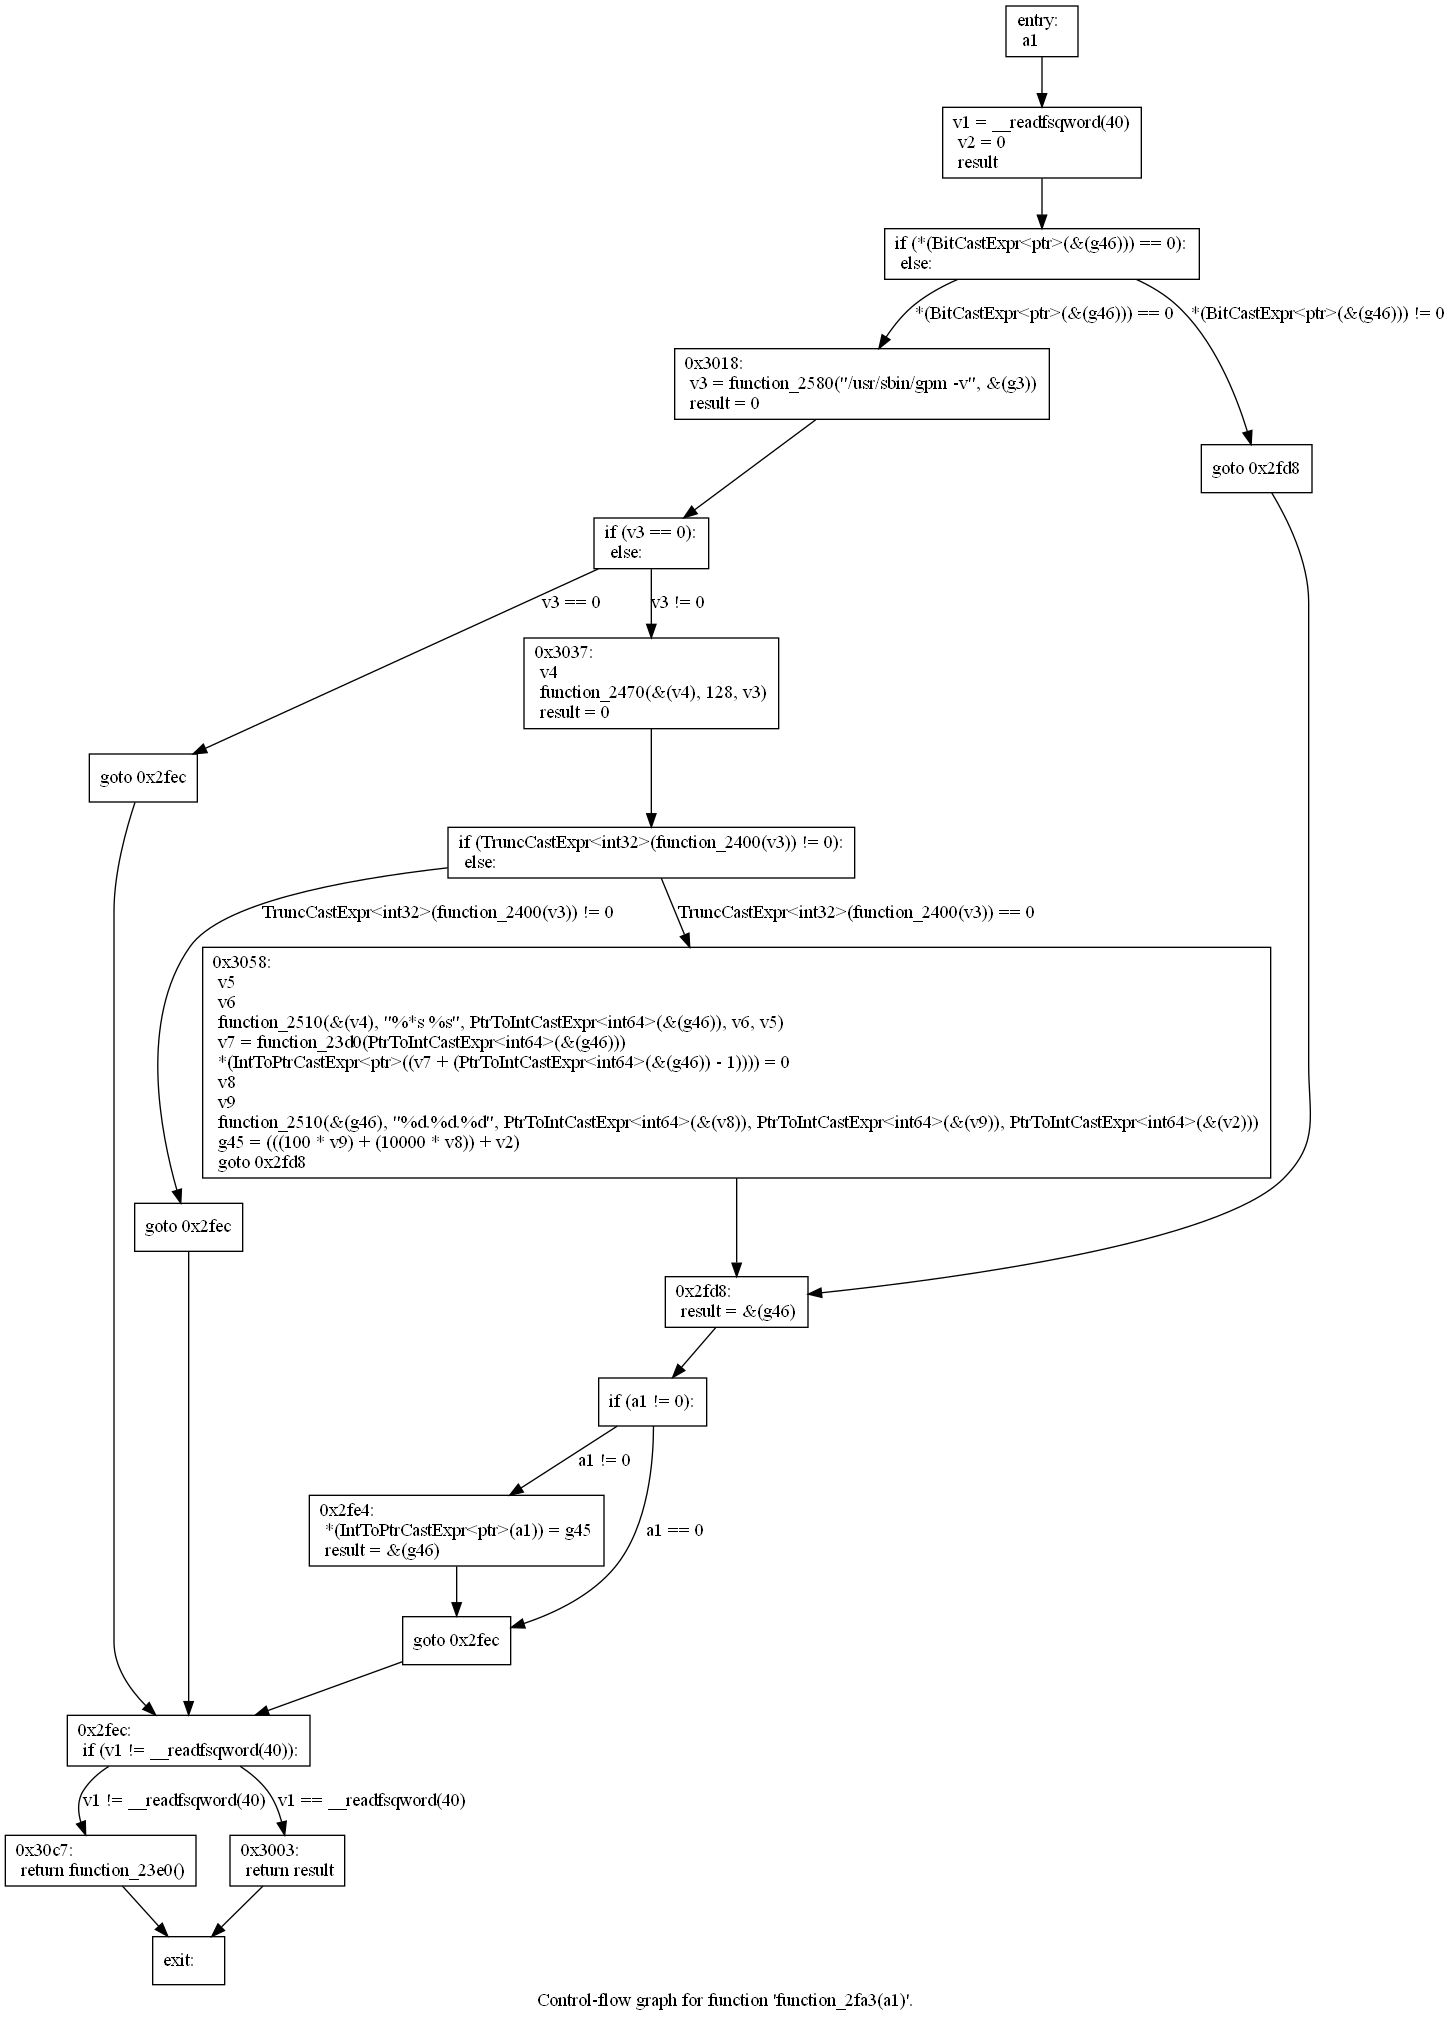 entry:
a1
v1 = __readfsqword(40)
v2 = 0
result
if (*(BitCastExpr<ptr>(&(g46))) == 0):
else:
*(BitCastExpr<ptr>(&(g46))) == 0
*(BitCastExpr<ptr>(&(g46))) != 0
0x3018:
v3 = function_2580("/usr/sbin/gpm -v", &(g3))
result = 0
goto 0x2fd8
if (v3 == 0):
else:
v3 == 0
v3 != 0
0x3037:
v4
function_2470(&(v4), 128, v3)
result = 0
goto 0x2fec
if (TruncCastExpr<int32>(function_2400(v3)) != 0):
else:
TruncCastExpr<int32>(function_2400(v3)) != 0
TruncCastExpr<int32>(function_2400(v3)) == 0
0x3058:
v5
v6
function_2510(&(v4), "%*s %s", PtrToIntCastExpr<int64>(&(g46)), v6, v5)
v7 = function_23d0(PtrToIntCastExpr<int64>(&(g46)))
*(IntToPtrCastExpr<ptr>((v7 + (PtrToIntCastExpr<int64>(&(g46)) - 1)))) = 0
v8
v9
function_2510(&(g46), "%d.%d.%d", PtrToIntCastExpr<int64>(&(v8)), PtrToIntCastExpr<int64>(&(v9)), PtrToIntCastExpr<int64>(&(v2)))
g45 = (((100 * v9) + (10000 * v8)) + v2)
goto 0x2fd8
goto 0x2fec
0x2fd8:
result = &(g46)
if (a1 != 0):
a1 != 0
a1 == 0
0x2fe4:
*(IntToPtrCastExpr<ptr>(a1)) = g45
result = &(g46)
goto 0x2fec
0x2fec:
if (v1 != __readfsqword(40)):
v1 != __readfsqword(40)
v1 == __readfsqword(40)
0x30c7:
return function_23e0()
0x3003:
return result
exit:
Control-flow graph for function 'function_2fa3(a1)'.